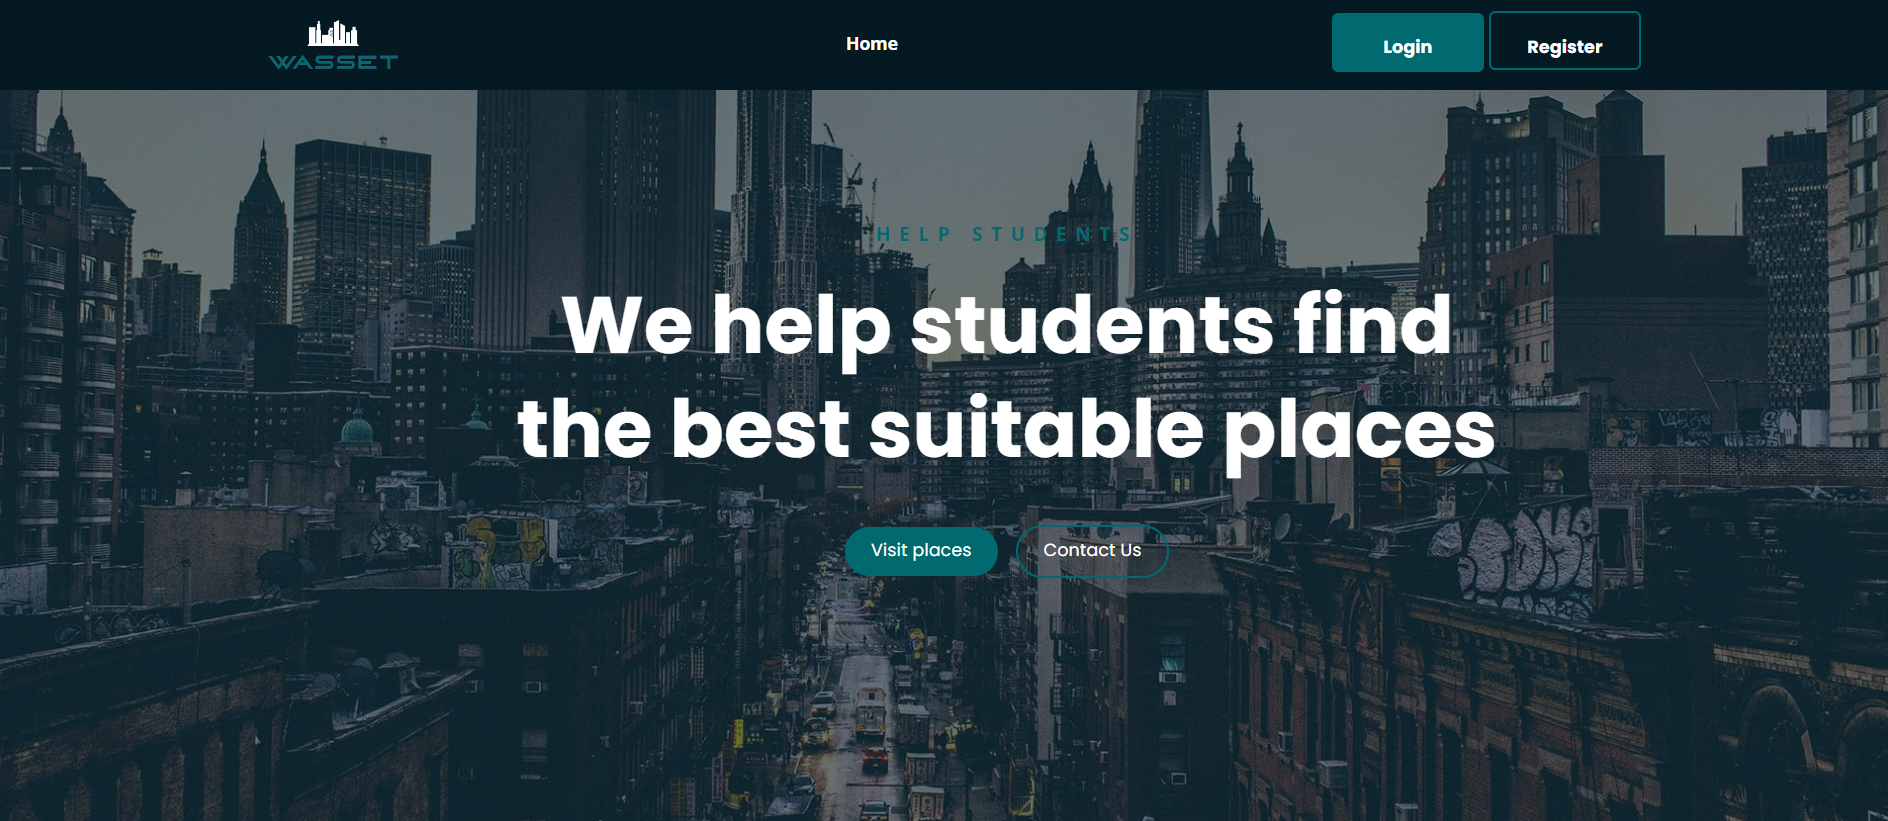 WASSET
Home
Login
Register
HELP STUDENTS
We help students find
the best suitable places
Visit places
Contact Us